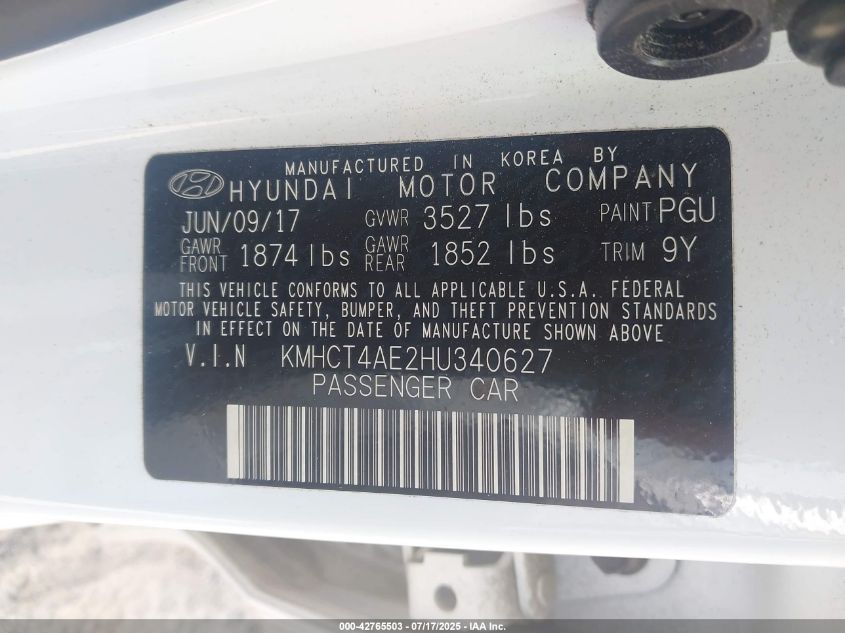 MANUFACTURED IN KOREA BY
HYUNDAI MOTOR COMPANY
JUN/09/17 GVWR 3527 lbs PAINT PGU
GAWR FRONT 1874 lbs GAWR REAR 1852 lbs TRIM 9Y
THIS VEHICLE CONFORMS TO ALL APPLICABLE U.S.A. FEDERAL
MOTOR VEHICLE SAFETY, BUMPER, AND THEFT PREVENTION STANDARDS
IN EFFECT ON THE DATE OF MANUFACTURE SHOWN ABOVE
V.I.N KMHCT4AE2HU340627
PASSENGER CAR
000-42765503 - 07/17/2025 - IAA Inc.